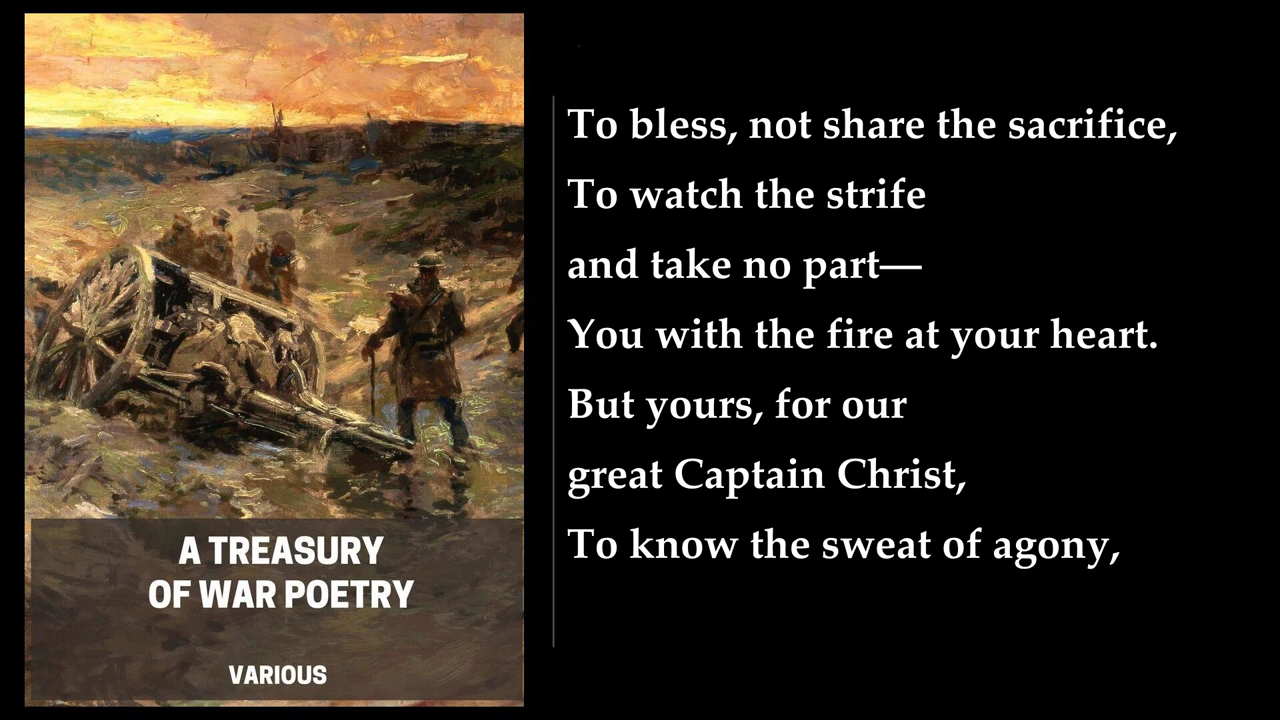 A TREASURY
OF WAR POETRY
VARIOUS
To bless, not share the sacrifice,
To watch the strife
and take no part—
You with the fire at your heart.
But yours, for our
great Captain Christ,
To know the sweat of agony,